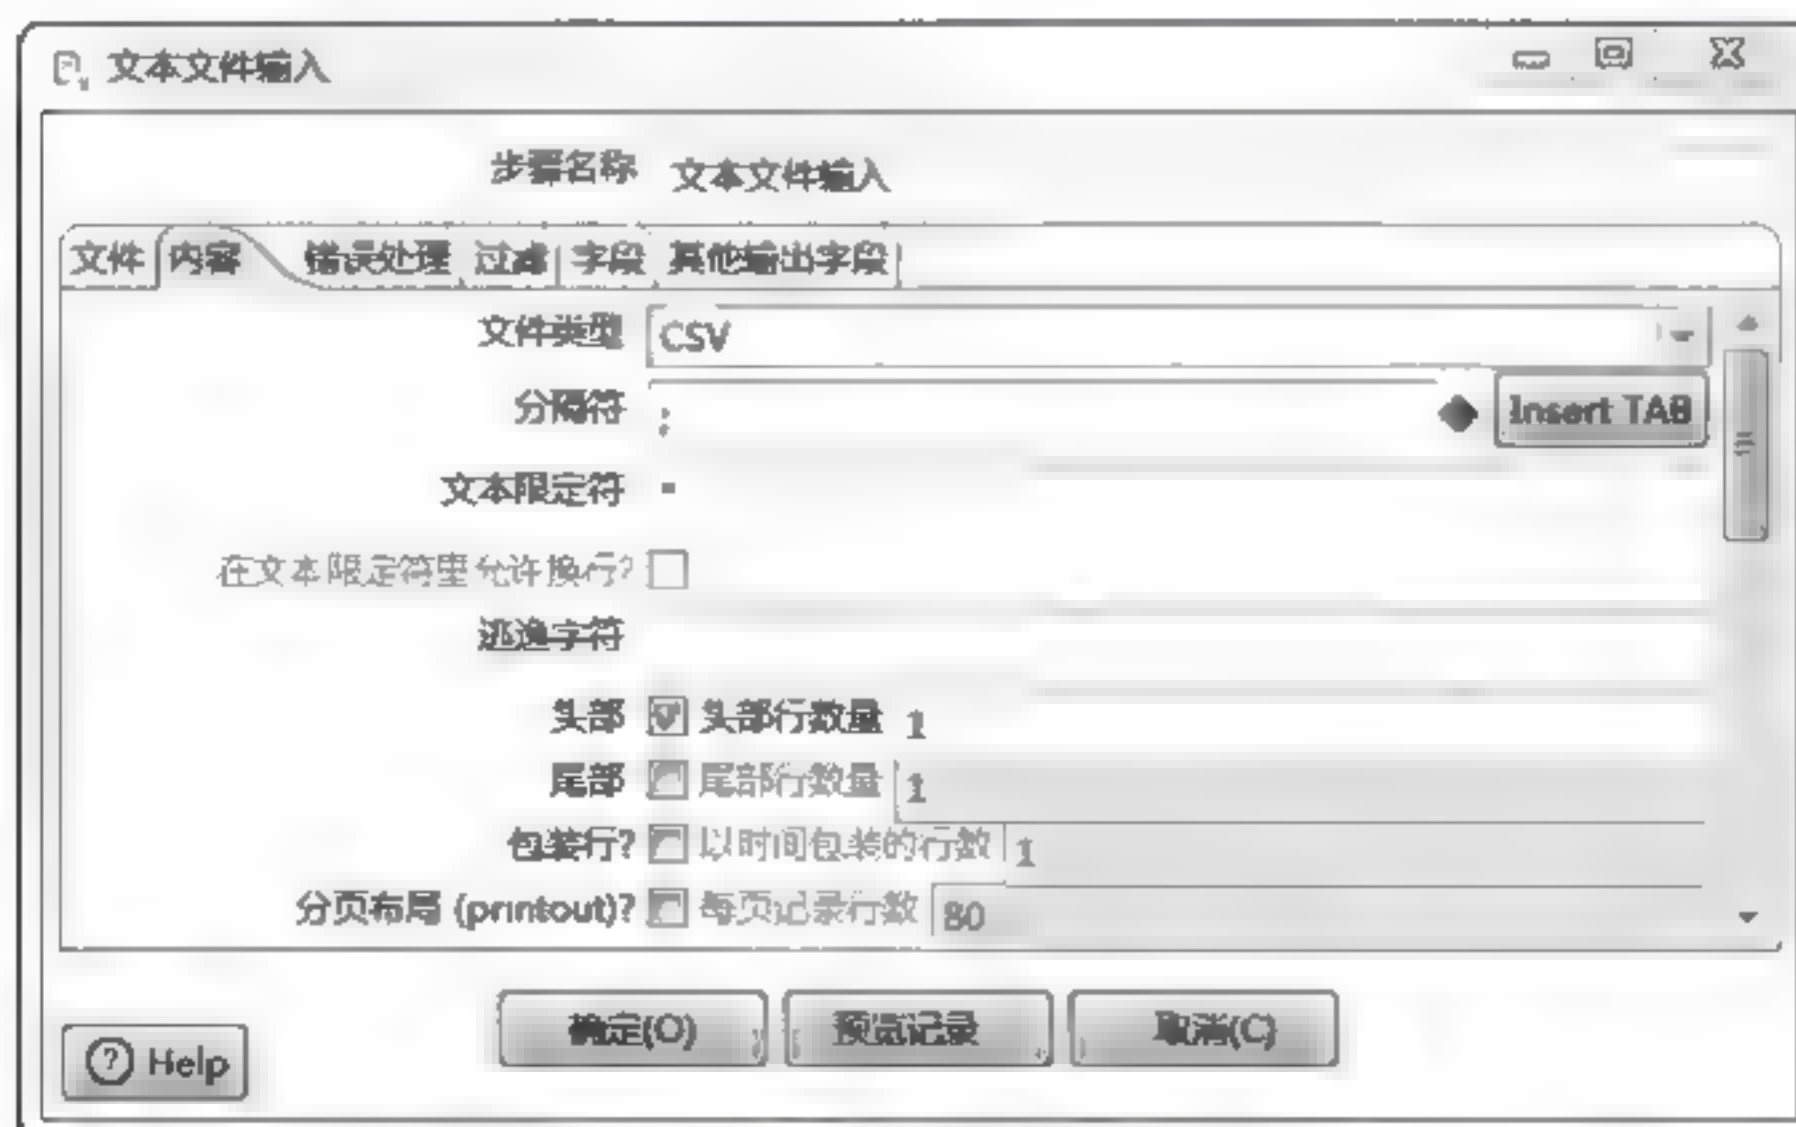 文本文件输入
步骤名称 文本文件输入
文件 内容 错误处理 过滤 字段 其他输出字段
文件类型 CSV
分隔符 ; Insert TAB
文本限定符 "
在文本限定符里允许换行?
逃逸字符
头部 头部行数量 1
尾部 尾部行数量 1
包装行? 以时间包装的行数 1
分页布局 (printout)? 每页记录行数 80
确定(O) 预览记录 取消(C)
Help